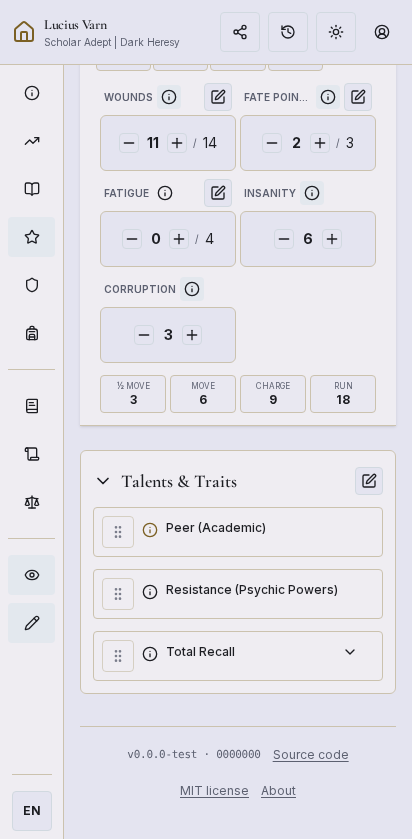 Lucius Varn
Scholar Adept | Dark Heresy
WOUNDS
FATE POIN...
11 / 14
2 / 3
FATIGUE
INSANITY
0 / 4
6
CORRUPTION
3
½ MOVE
3
MOVE
6
CHARGE
9
RUN
18
Talents & Traits
Peer (Academic)
Resistance (Psychic Powers)
Total Recall
v0.0.0-test · 0000000 Source code
MIT license About
EN